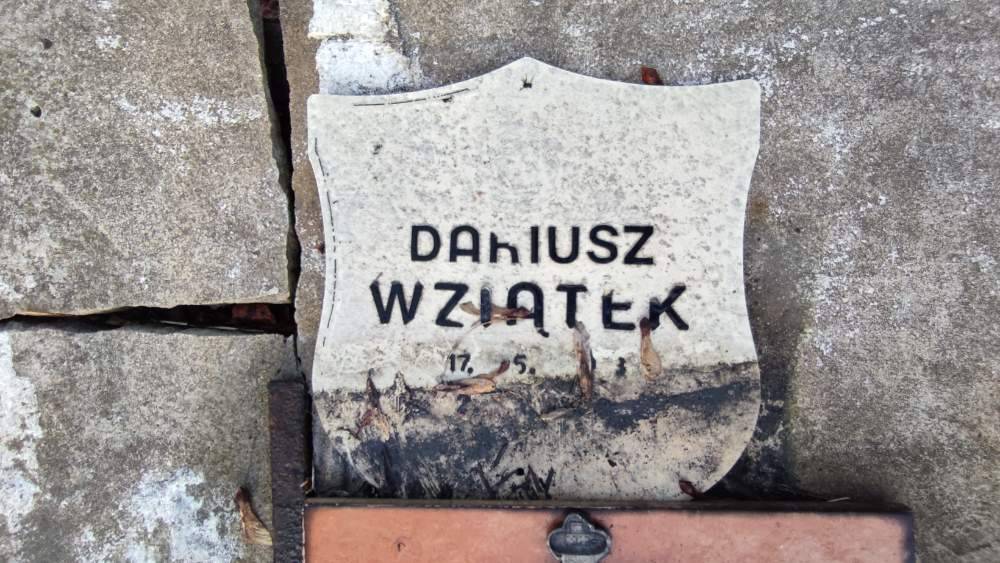 DARIUSZ
WZIĄTEK
17. 5.